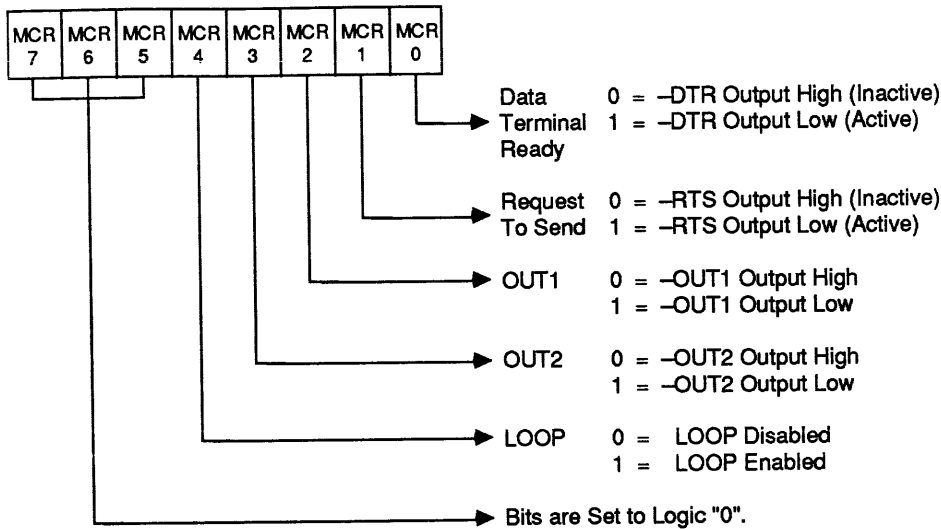 MCR MCR MCR MCR MCR MCR MCR MCR
7 6 5 4 3 2 1 0
Data 0 = –DTR Output High (Inactive)
Terminal 1 = –DTR Output Low (Active)
Ready
Request 0 = –RTS Output High (Inactive)
To Send 1 = –RTS Output Low (Active)
OUT1 0 = –OUT1 Output High
1 = –OUT1 Output Low
OUT2 0 = –OUT2 Output High
1 = –OUT2 Output Low
LOOP 0 = LOOP Disabled
1 = LOOP Enabled
Bits are Set to Logic "0".